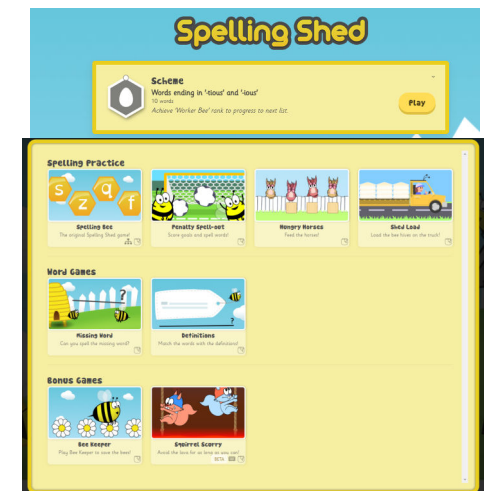 Spelling Shed
Scheme
Words ending in '-tious' and '-ious'
10 words
Achieve 'Worker Bee' rank to progress to next list.
Play
Spelling Practice
s z q f
Spelling Bee
The original Spelling Shed game!
Penalty Spell-out
Score goals and spell words!
Hungry Horses
Feed the horses!
Shed Load
Load the bee hives on the truck!
Word Games
?
Missing Word
Can you spell the missing word?
?
Definitions
Match the words with the definitions!
Bonus Games
Bee Keeper
Play Bee Keeper to save the bees!
Squirrel Scorry
Avoid the lava for as long as you can!
BETA